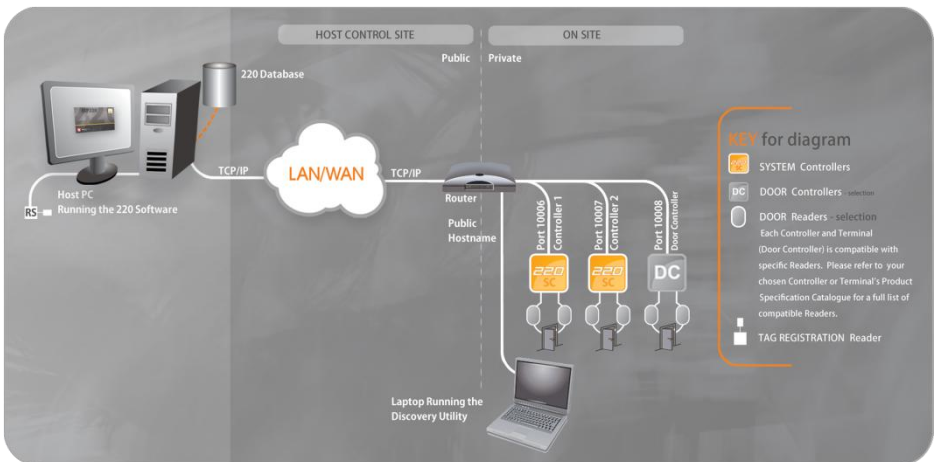 HOST CONTROL SITE
ON SITE
Public
Private
220 Database
TCP/IP
LAN/WAN
TCP/IP
Host PC
Running the 220 Software
RS
Router
Public
Hostname
Port 10006
Controller 1
Port 10007
Controller 2
Port 10008
Door Controller
220
SC
220
SC
DC
Laptop Running the
Discovery Utility
KEY for diagram
SYSTEM Controllers
DC
DOOR Controllers - selection
DOOR Readers - selection
Each Controller and Terminal
(Door Controller) is compatible with
specific Readers. Please refer to your
chosen Controller or Terminal's Product
Specification Catalogue for a full list of
compatible Readers.
TAG REGISTRATION Reader